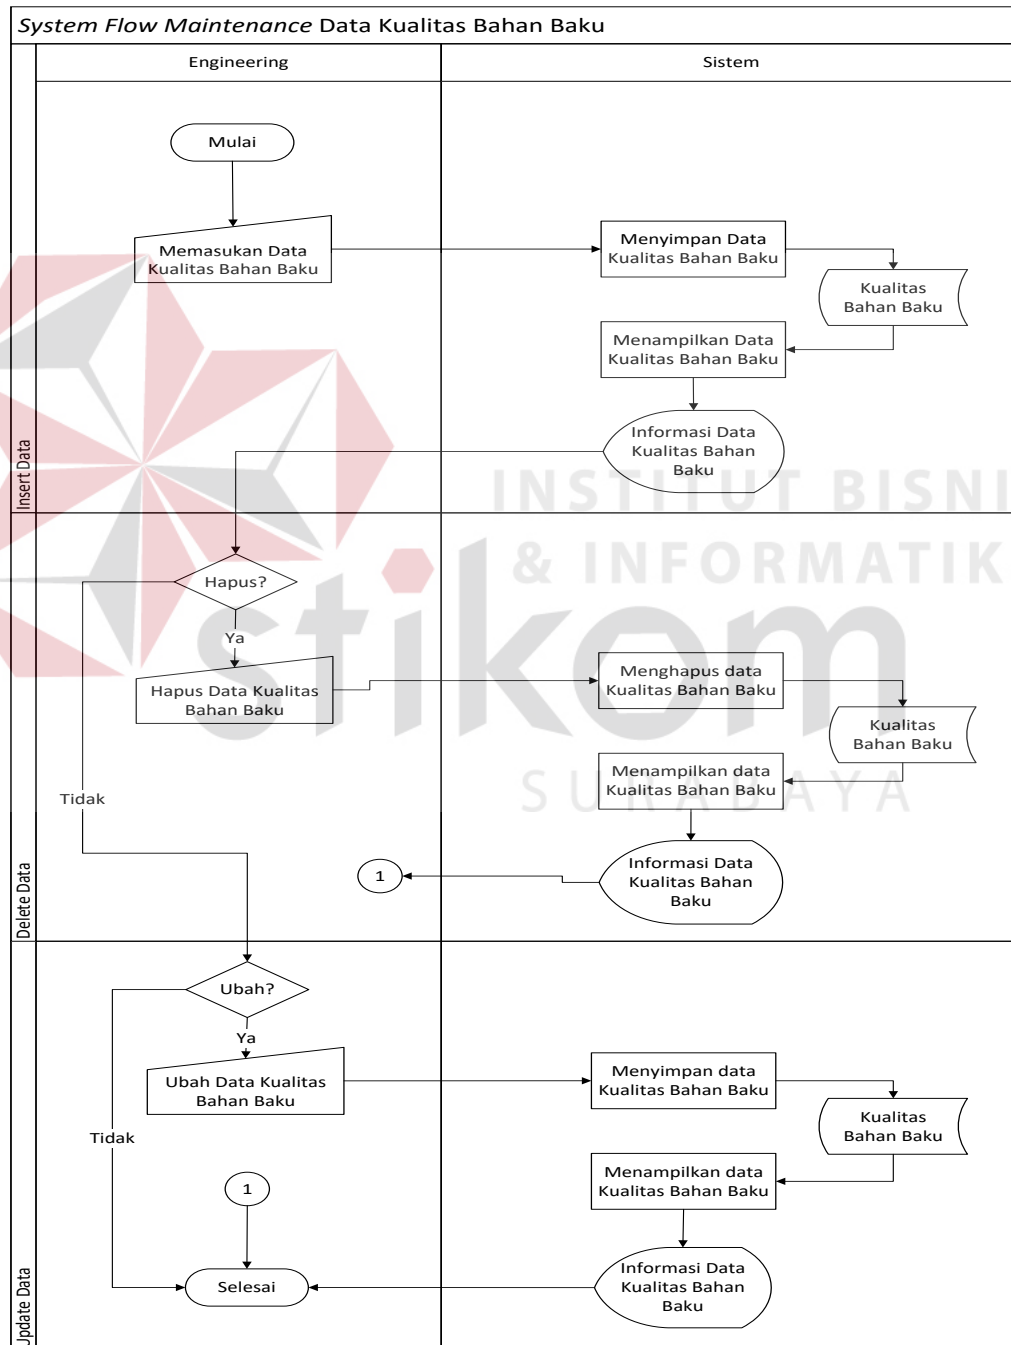 System Flow Maintenance Data Kualitas Bahan Baku
Engineering
Sistem
Insert Data
Mulai
Memasukan Data
Kualitas Bahan Baku
Menyimpan Data
Kualitas Bahan Baku
Kualitas
Bahan Baku
Menampilkan Data
Kualitas Bahan Baku
Informasi Data
Kualitas Bahan
Baku
INSTITUT BISNI
& INFORMATIK
stikom
SURABAYA
Delete Data
Hapus?
Ya
Tidak
Hapus Data Kualitas
Bahan Baku
Menghapus data
Kualitas Bahan Baku
Kualitas
Bahan Baku
Menampilkan data
Kualitas Bahan Baku
Informasi Data
Kualitas Bahan
Baku
1
Update Data
Ubah?
Ya
Tidak
Ubah Data Kualitas
Bahan Baku
Menyimpan data
Kualitas Bahan Baku
Kualitas
Bahan Baku
Menampilkan data
Kualitas Bahan Baku
Informasi Data
Kualitas Bahan
Baku
1
Selesai